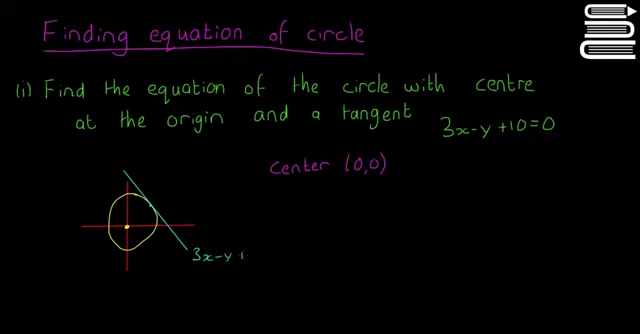 Finding equation of circle
(i) Find the equation of the circle with centre
at the origin and a tangent 3x-y+10=0
center (0,0)
3x-y+